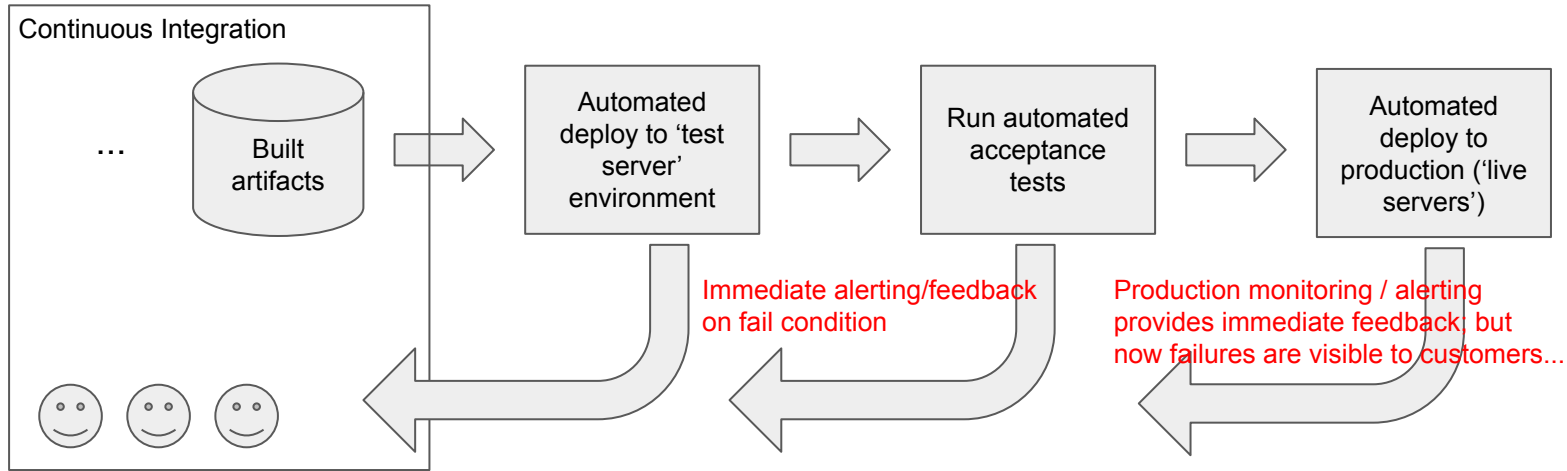 Continuous Integration
...
Built
artifacts
Automated
deploy to ‘test
server’
environment
Run automated
acceptance
tests
Automated
deploy to
production (‘live
servers’)
Immediate alerting/feedback
on fail condition
Production monitoring / alerting
provides immediate feedback; but
now failures are visible to customers...